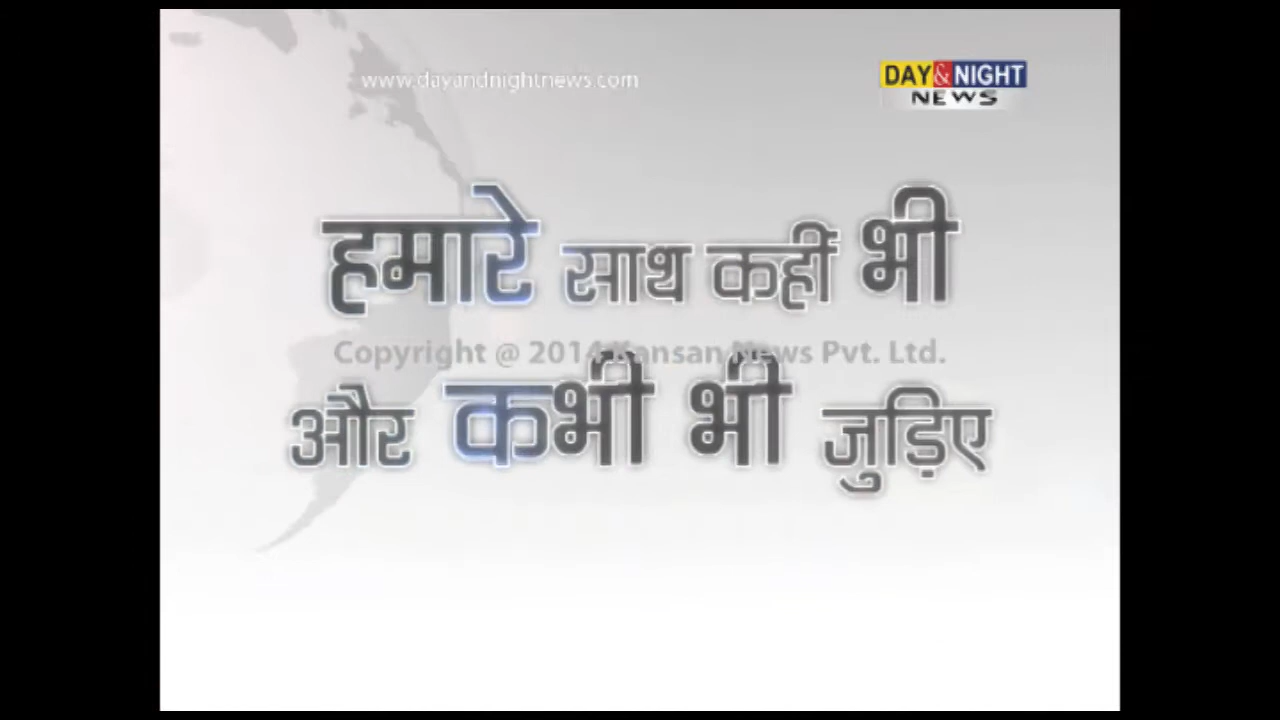 www.dayandnightnews.com
DAY & NIGHT
NEWS
हमारे साथ कहीं भी
Copyright @ 2014 Kansan News Pvt. Ltd.
और कभी भी जुड़िए